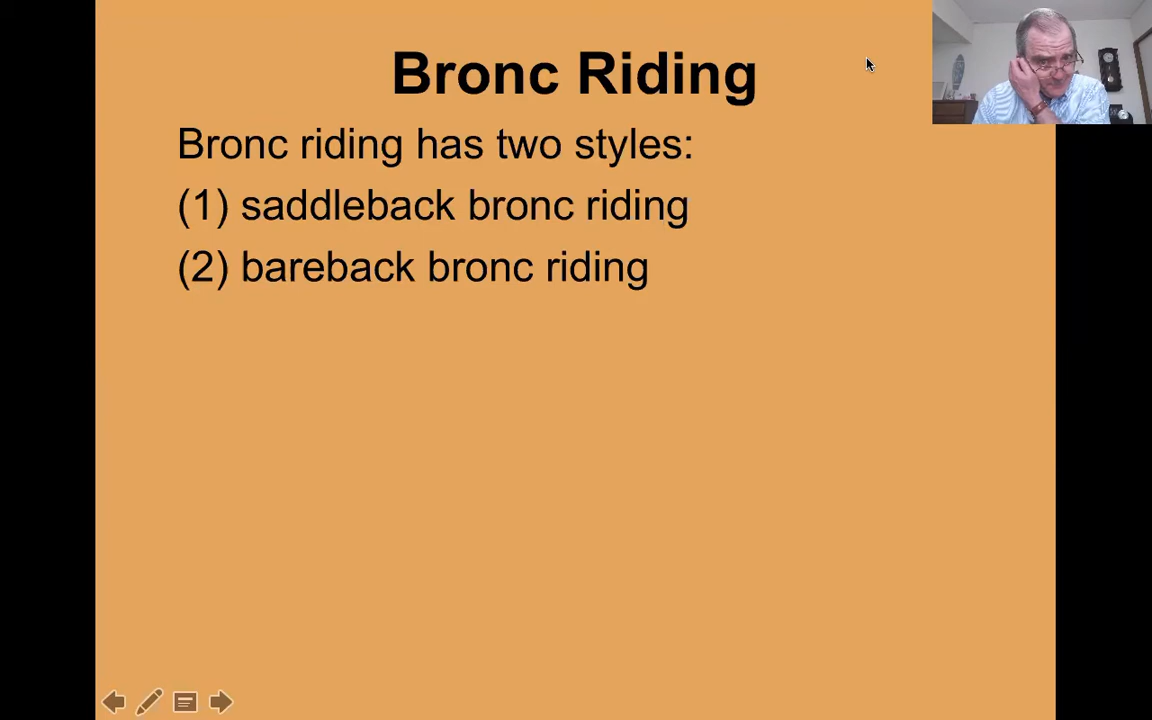 Bronc Riding
Bronc riding has two styles:
(1) saddleback bronc riding
(2) bareback bronc riding